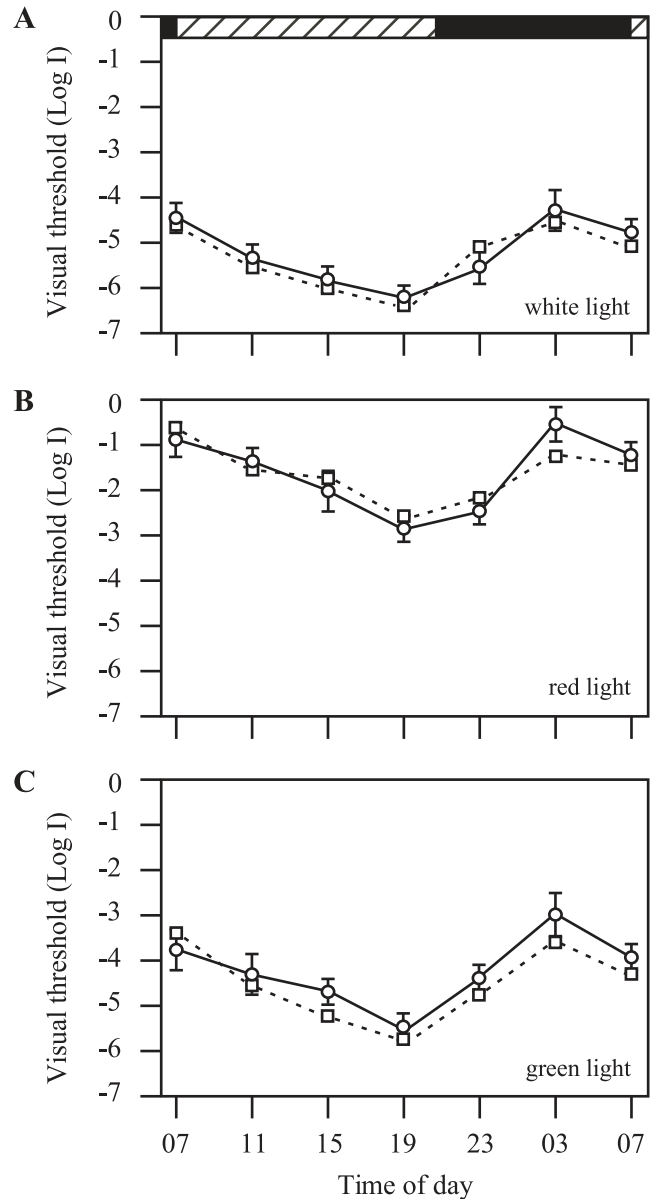 A
Visual threshold (Log I)
0
-1
-2
-3
-4
-5
-6
-7
white light
B
Visual threshold (Log I)
0
-1
-2
-3
-4
-5
-6
-7
red light
C
Visual threshold (Log I)
0
-1
-2
-3
-4
-5
-6
-7
green light
07 11 15 19 23 03 07
Time of day